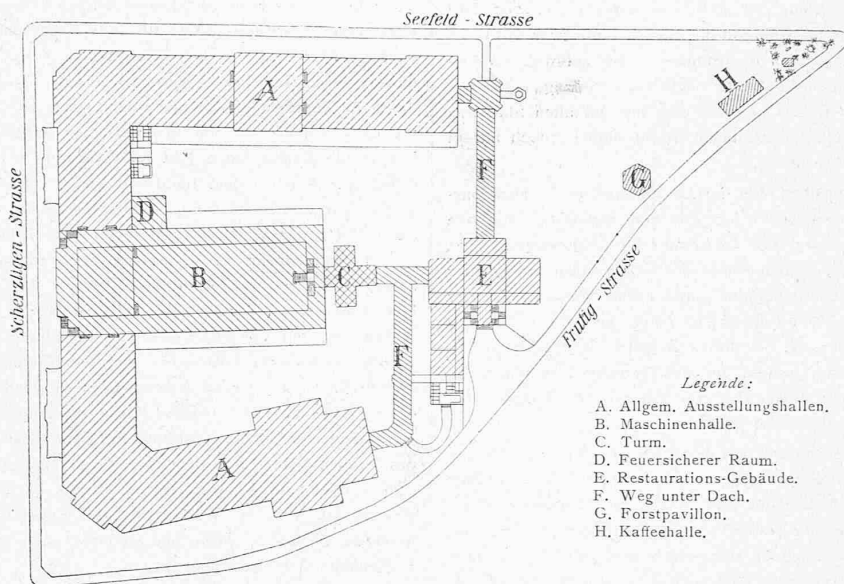 Seefeld - Strasse
A
H
F
G
D
Scherzligen - Strasse
B
C
E
Frutig - Strasse
F
A
Legende:
A. Allgem. Ausstellungshallen.
B. Maschinenhalle.
C. Turm.
D. Feuersicherer Raum.
E. Restaurations-Gebäude.
F. Weg unter Dach.
G. Forstpavillon.
H. Kaffeehalle.